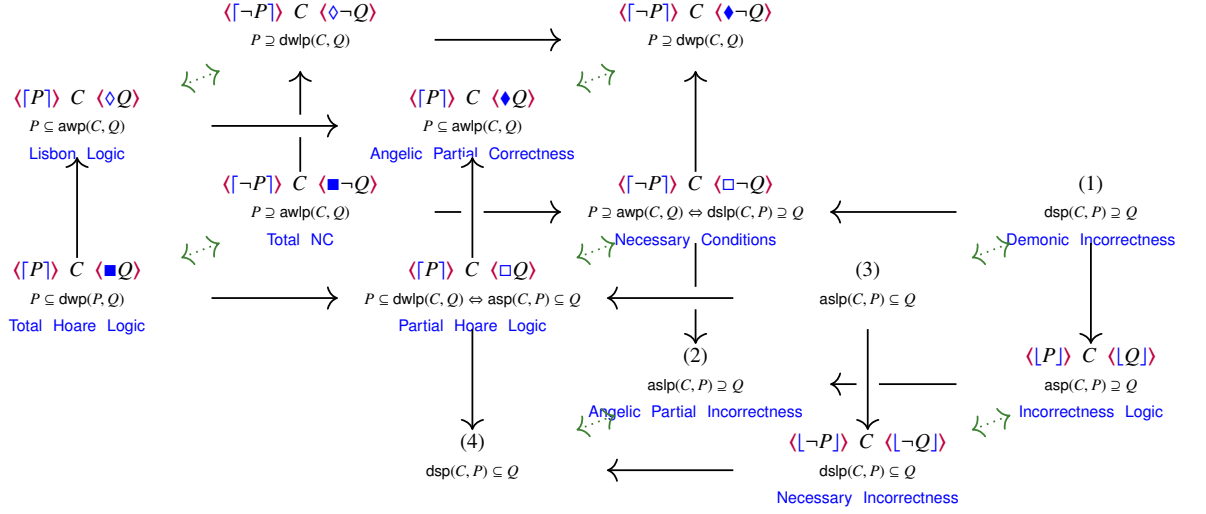 ⟨⌈¬P⌉⟩ C ⟨◇¬Q⟩
P ⊇ dwlp(C, Q)
⟨⌈¬P⌉⟩ C ⟨◆¬Q⟩
P ⊇ dwp(C, Q)
⟨⌈P⌉⟩ C ⟨◇Q⟩
P ⊆ awp(C, Q)
Lisbon Logic
⟨⌈P⌉⟩ C ⟨◆Q⟩
P ⊆ awlp(C, Q)
Angelic Partial Correctness
⟨⌈¬P⌉⟩ C ⟨■¬Q⟩
P ⊇ awlp(C, Q)
Total NC
⟨⌈¬P⌉⟩ C ⟨□¬Q⟩
P ⊇ awp(C, Q) ⇔ dslp(C, P) ⊇ Q
Necessary Conditions
(1)
dsp(C, P) ⊇ Q
Demonic Incorrectness
⟨⌈P⌉⟩ C ⟨■Q⟩
P ⊆ dwp(P, Q)
Total Hoare Logic
⟨⌈P⌉⟩ C ⟨□Q⟩
P ⊆ dwlp(C, Q) ⇔ asp(C, P) ⊆ Q
Partial Hoare Logic
(3)
aslp(C, P) ⊆ Q
(2)
aslp(C, P) ⊇ Q
Angelic Partial Incorrectness
⟨⌊P⌋⟩ C ⟨⌊Q⌋⟩
asp(C, P) ⊇ Q
Incorrectness Logic
(4)
dsp(C, P) ⊆ Q
⟨⌊¬P⌋⟩ C ⟨⌊¬Q⌋⟩
dslp(C, P) ⊆ Q
Necessary Incorrectness